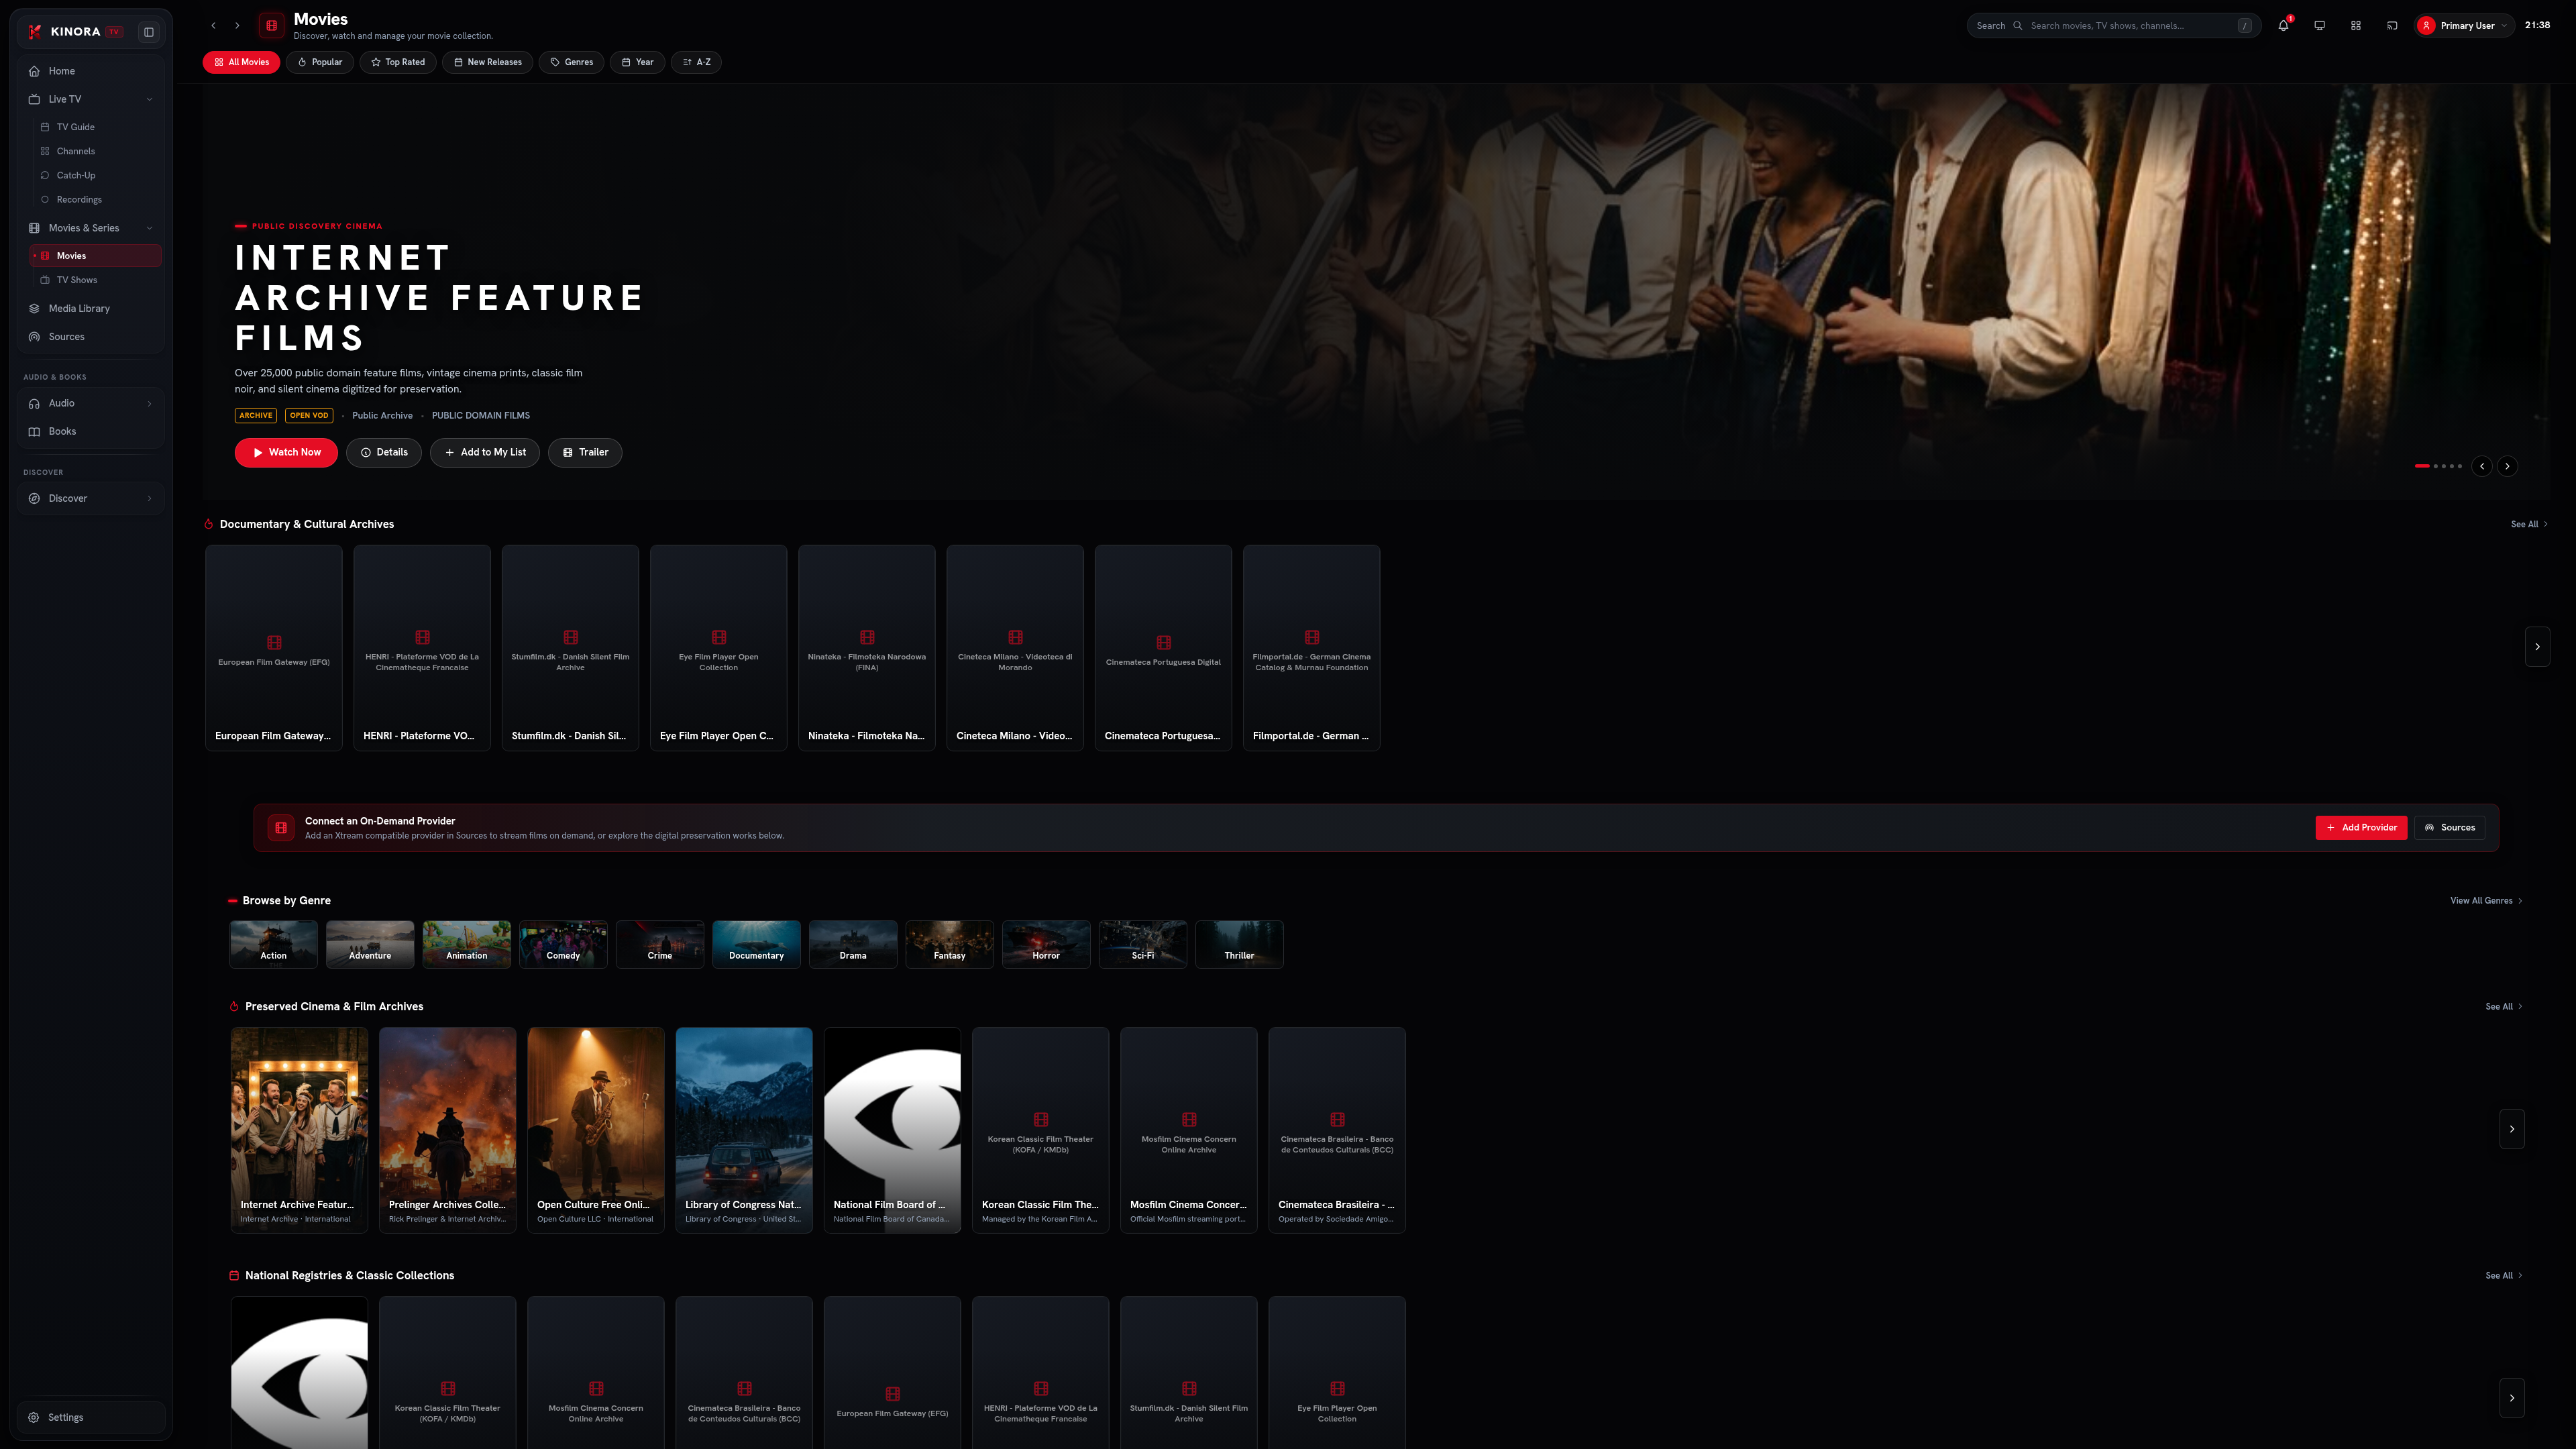 KINORA TV
Home
Live TV
TV Guide
Channels
Catch-Up
Recordings
Movies & Series
Movies
TV Shows
Media Library
Sources
AUDIO & BOOKS
Audio
Books
DISCOVER
Discover
Settings
Movies
Discover, watch and manage your movie collection.
Search Search movies, TV shows, channels... /
1
Primary User
21:38
All Movies Popular Top Rated New Releases Genres Year A-Z
PUBLIC DISCOVERY CINEMA
INTERNET
ARCHIVE FEATURE
FILMS
Over 25,000 public domain feature films, vintage cinema prints, classic film
noir, and silent cinema digitized for preservation.
ARCHIVE OPEN VOD • Public Archive • PUBLIC DOMAIN FILMS
Watch Now Details Add to My List Trailer
Documentary & Cultural Archives
See All
European Film Gateway (EFG)
European Film Gateway...
HENRI - Plateforme VOD de La
Cinematheque Francaise
HENRI - Plateforme VO...
Stumfilm.dk - Danish Silent Film
Archive
Stumfilm.dk - Danish Sil...
Eye Film Player Open
Collection
Eye Film Player Open C...
Ninateka - Filmoteka Narodowa
(FINA)
Ninateka - Filmoteka Na...
Cineteca Milano - Videoteca di
Morando
Cineteca Milano - Video...
Cinemateca Portuguesa Digital
Cinemateca Portuguesa...
Filmportal.de - German Cinema
Catalog & Murnau Foundation
Filmportal.de - German ...
Connect an On-Demand Provider
Add an Xtream compatible provider in Sources to stream films on demand, or explore the digital preservation works below.
Add Provider
Sources
Browse by Genre
View All Genres
Action
Adventure
Animation
Comedy
Crime
Documentary
Drama
Fantasy
Horror
Sci-Fi
Thriller
Preserved Cinema & Film Archives
See All
Internet Archive Featur...
Internet Archive · International
Prelinger Archives Colle...
Rick Prelinger & Internet Archiv...
Open Culture Free Onli...
Open Culture LLC · International
Library of Congress Nat...
Library of Congress · United St...
National Film Board of ...
National Film Board of Canada...
Korean Classic Film Theater
(KOFA / KMDb)
Korean Classic Film The...
Managed by the Korean Film A...
Mosfilm Cinema Concern
Online Archive
Mosfilm Cinema Concer...
Official Mosfilm streaming port...
Cinemateca Brasileira - Banco
de Conteudos Culturais (BCC)
Cinemateca Brasileira - ...
Operated by Sociedade Amigo...
National Registries & Classic Collections
See All
Korean Classic Film Theater
(KOFA / KMDb)
Mosfilm Cinema Concern
Online Archive
Cinemateca Brasileira - Banco
de Conteudos Culturais (BCC)
European Film Gateway (EFG)
HENRI - Plateforme VOD de La
Cinematheque Francaise
Stumfilm.dk - Danish Silent Film
Archive
Eye Film Player Open
Collection